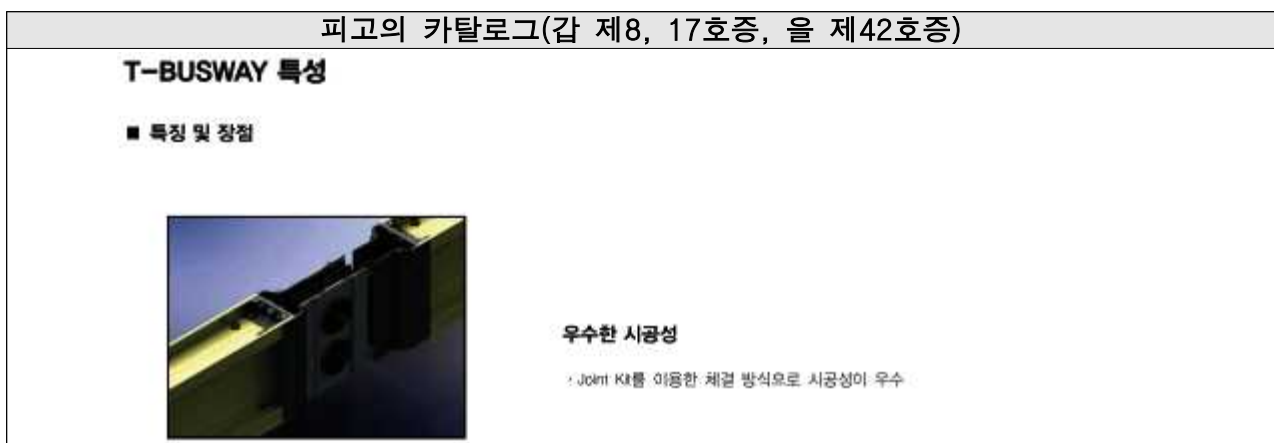 피고의 카탈로그(갑 제8, 17호증, 을 제42호증)
T-BUSWAY 특성
■ 특징 및 장점
우수한 시공성
· Joint Kit를 이용한 체결 방식으로 시공성이 우수